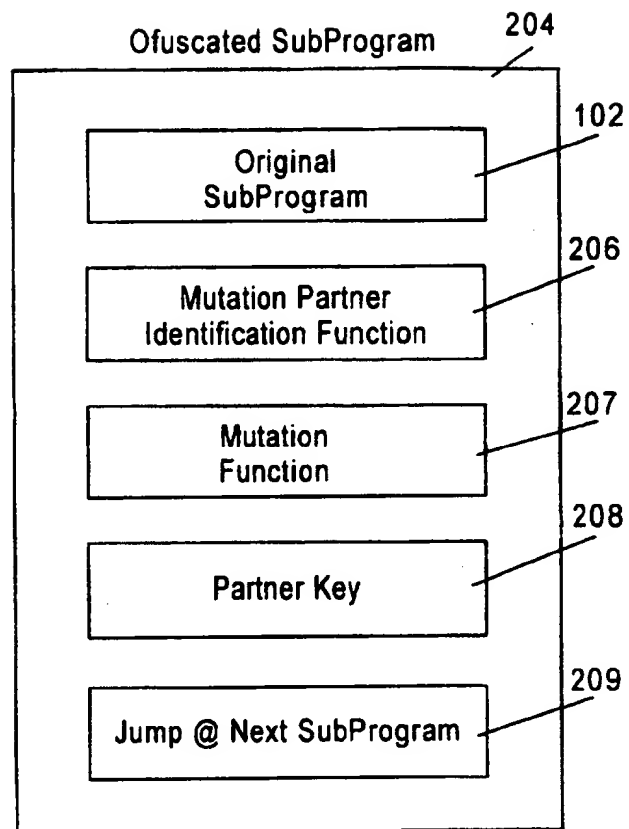 Ofuscated SubProgram
204
Original
SubProgram
102
Mutation Partner
Identification Function
206
Mutation
Function
207
Partner Key
208
Jump @ Next SubProgram
209